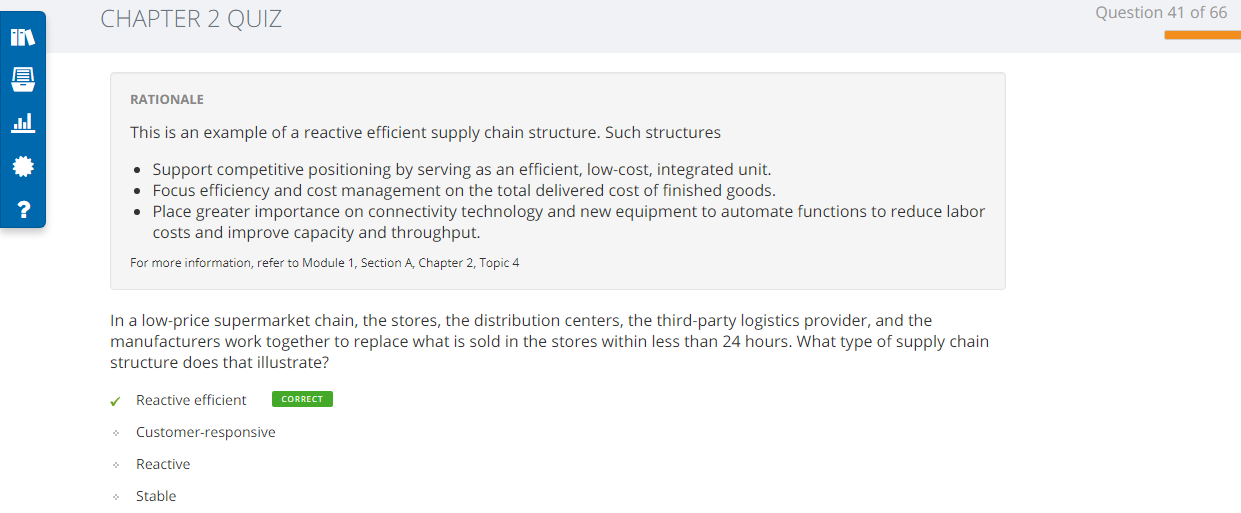 CHAPTER 2 QUIZ
Question 41 of 66
?
RATIONALE
This is an example of a reactive efficient supply chain structure. Such structures
• Support competitive positioning by serving as an efficient, low-cost, integrated unit.
• Focus efficiency and cost management on the total delivered cost of finished goods.
• Place greater importance on connectivity technology and new equipment to automate functions to reduce labor
costs and improve capacity and throughput.
For more information, refer to Module 1, Section A, Chapter 2, Topic 4
In a low-price supermarket chain, the stores, the distribution centers, the third-party logistics provider, and the
manufacturers work together to replace what is sold in the stores within less than 24 hours. What type of supply chain
structure does that illustrate?
Reactive efficient CORRECT
Customer-responsive
Reactive
Stable